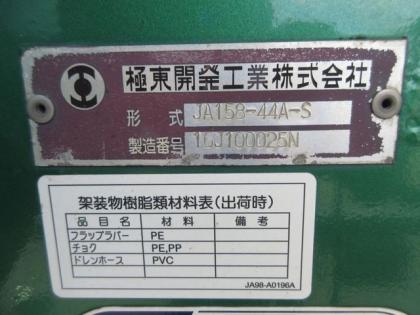 極東開発工業株式会社
形式 JA158-44A-S
製造番号 16J100025N
架装物樹脂類材料表(出荷時)
品名 材料 備考
フラップラバー PE
チョク PE,PP
ドレンホース PVC
JA98-A0196A